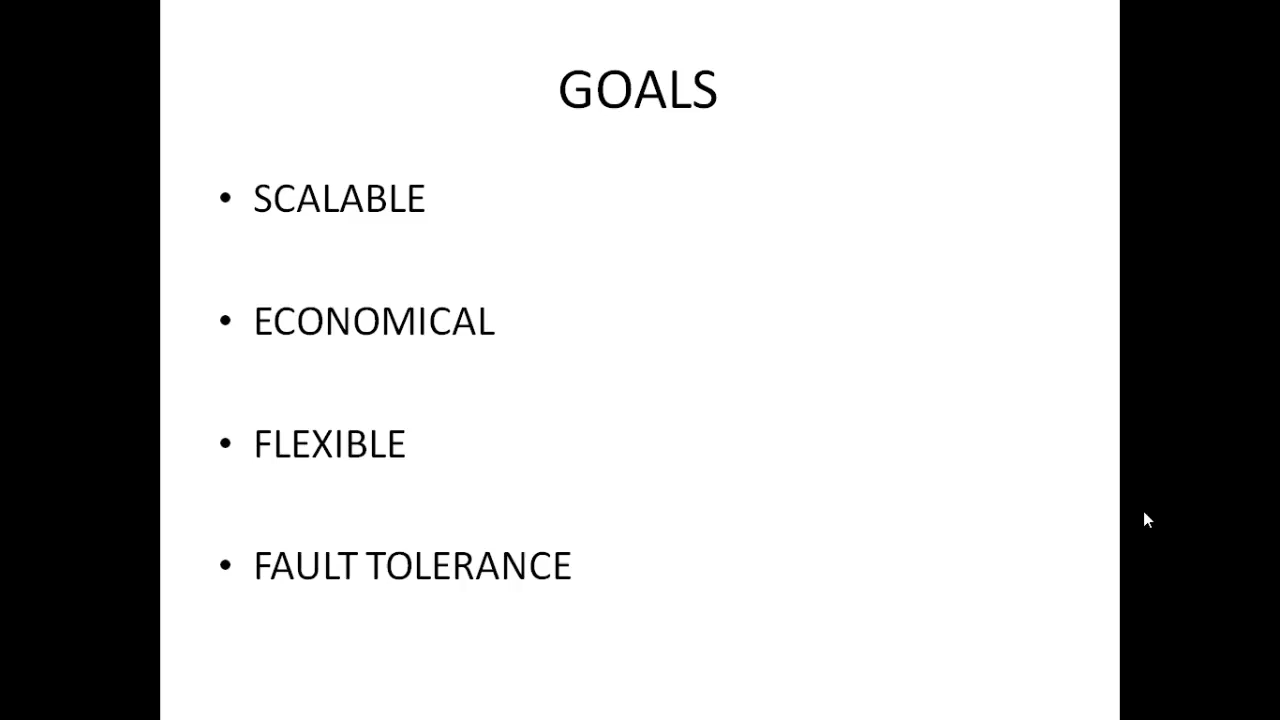 GOALS
• SCALABLE
• ECONOMICAL
• FLEXIBLE
• FAULT TOLERANCE